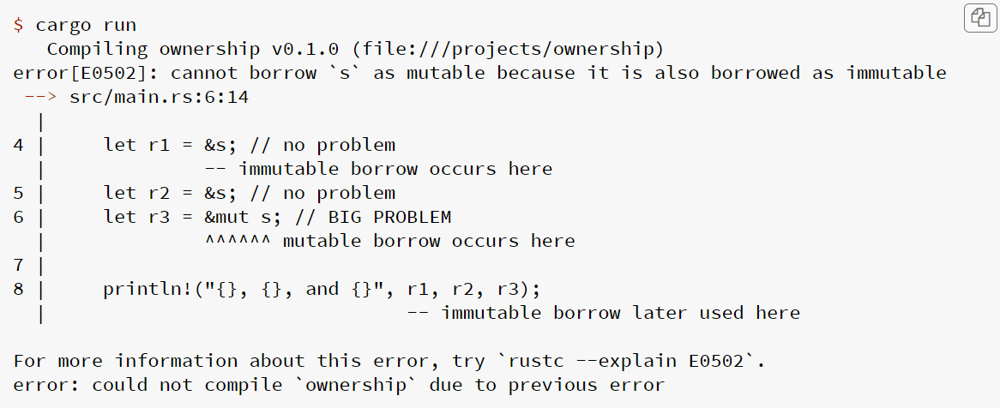 $ cargo run
   Compiling ownership v0.1.0 (file:///projects/ownership)
error[E0502]: cannot borrow `s` as mutable because it is also borrowed as immutable
 --> src/main.rs:6:14
  |
4 |     let r1 = &s; // no problem
  |              -- immutable borrow occurs here
5 |     let r2 = &s; // no problem
6 |     let r3 = &mut s; // BIG PROBLEM
  |              ^^^^^^ mutable borrow occurs here
7 |
8 |     println!("{}, {}, and {}", r1, r2, r3);
  |                                -- immutable borrow later used here

For more information about this error, try `rustc --explain E0502`.
error: could not compile `ownership` due to previous error